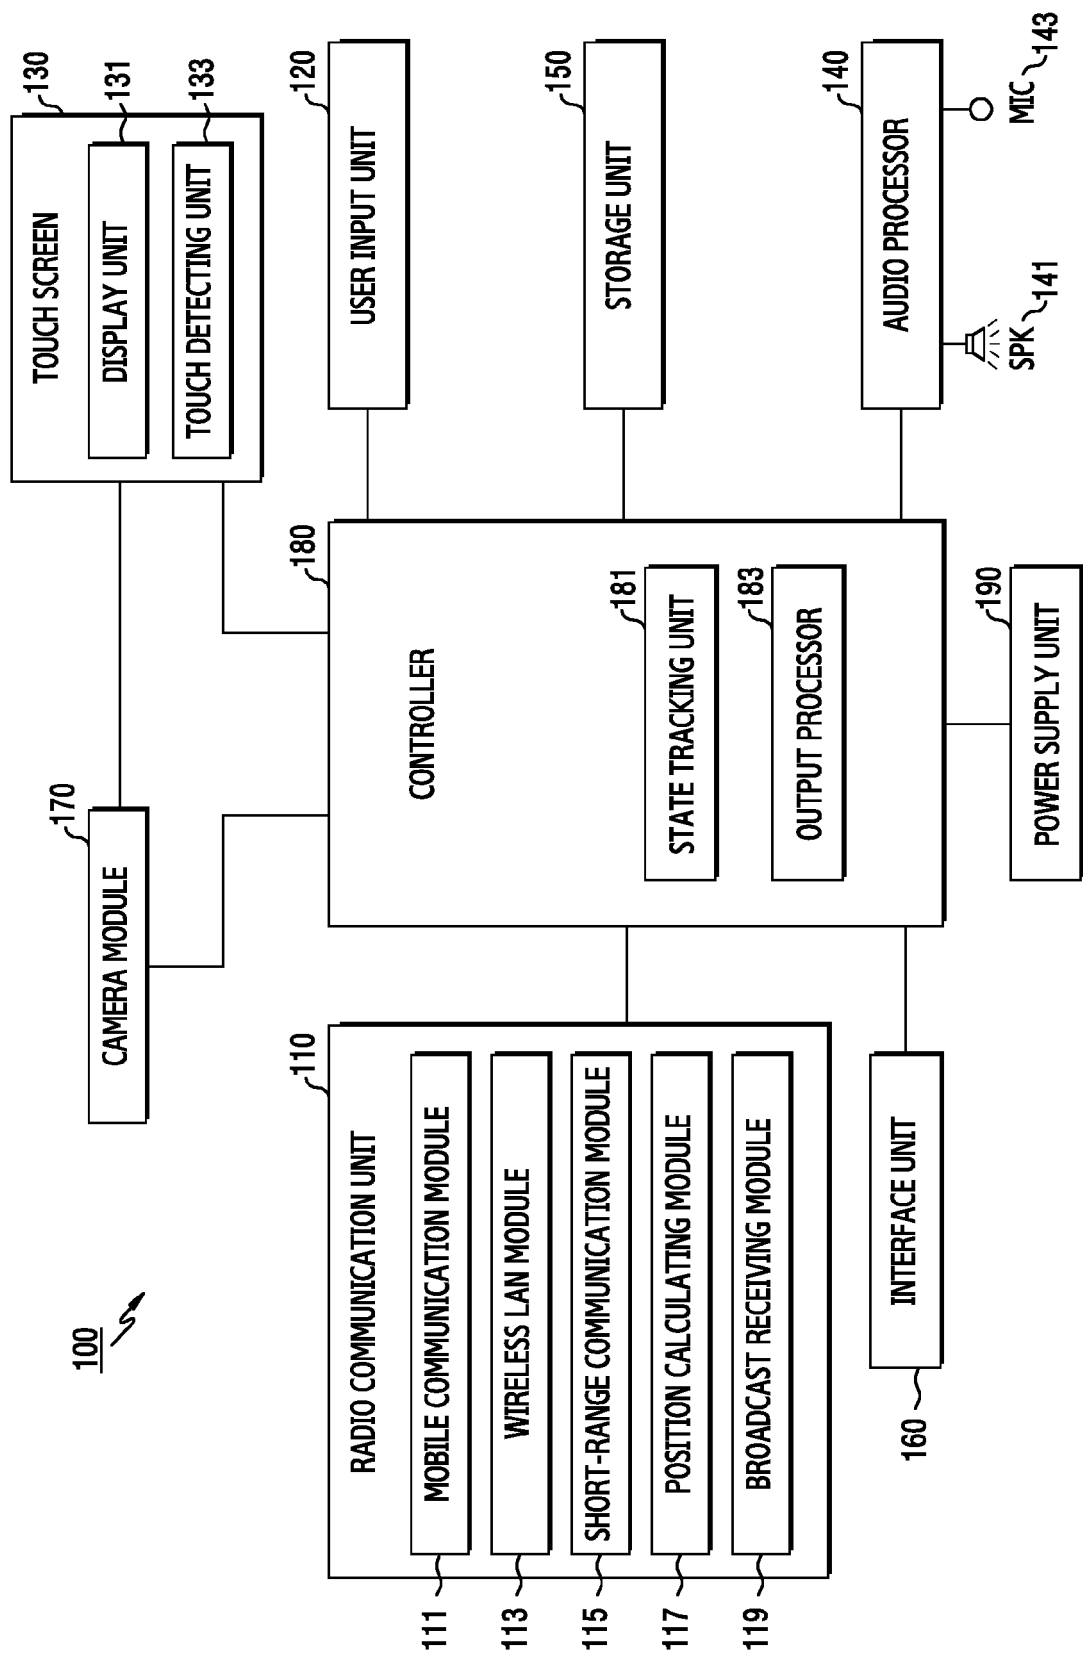 100
110
RADIO COMMUNICATION UNIT
111
MOBILE COMMUNICATION MODULE
113
WIRELESS LAN MODULE
115
SHORT-RANGE COMMUNICATION MODULE
117
POSITION CALCULATING MODULE
119
BROADCAST RECEIVING MODULE
160
INTERFACE UNIT
170
CAMERA MODULE
180
CONTROLLER
181
STATE TRACKING UNIT
183
OUTPUT PROCESSOR
190
POWER SUPPLY UNIT
130
TOUCH SCREEN
131
DISPLAY UNIT
133
TOUCH DETECTING UNIT
120
USER INPUT UNIT
150
STORAGE UNIT
140
AUDIO PROCESSOR
SPK 141
MIC 143